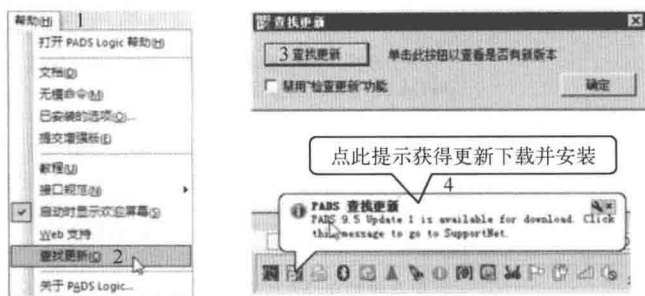 帮助(H) 1
打开 PADS Logic 帮助(H)
文档(D)
无模命令(M)
已安装的选项(O)...
提交增强版(E)
教程(U)
接口规范(N)
启动时显示欢迎屏幕(S)
Web 支持
查找更新(C) 2
关于 PADS Logic...
查找更新
3 查找更新
单击此按钮以查看是否有新版本
禁用"检查更新"功能
确定
点此提示获得更新下载并安装
4
PADS 查找更新
PADS 9.5 Update 1 is available for download. Click
this message to go to SupportNet.